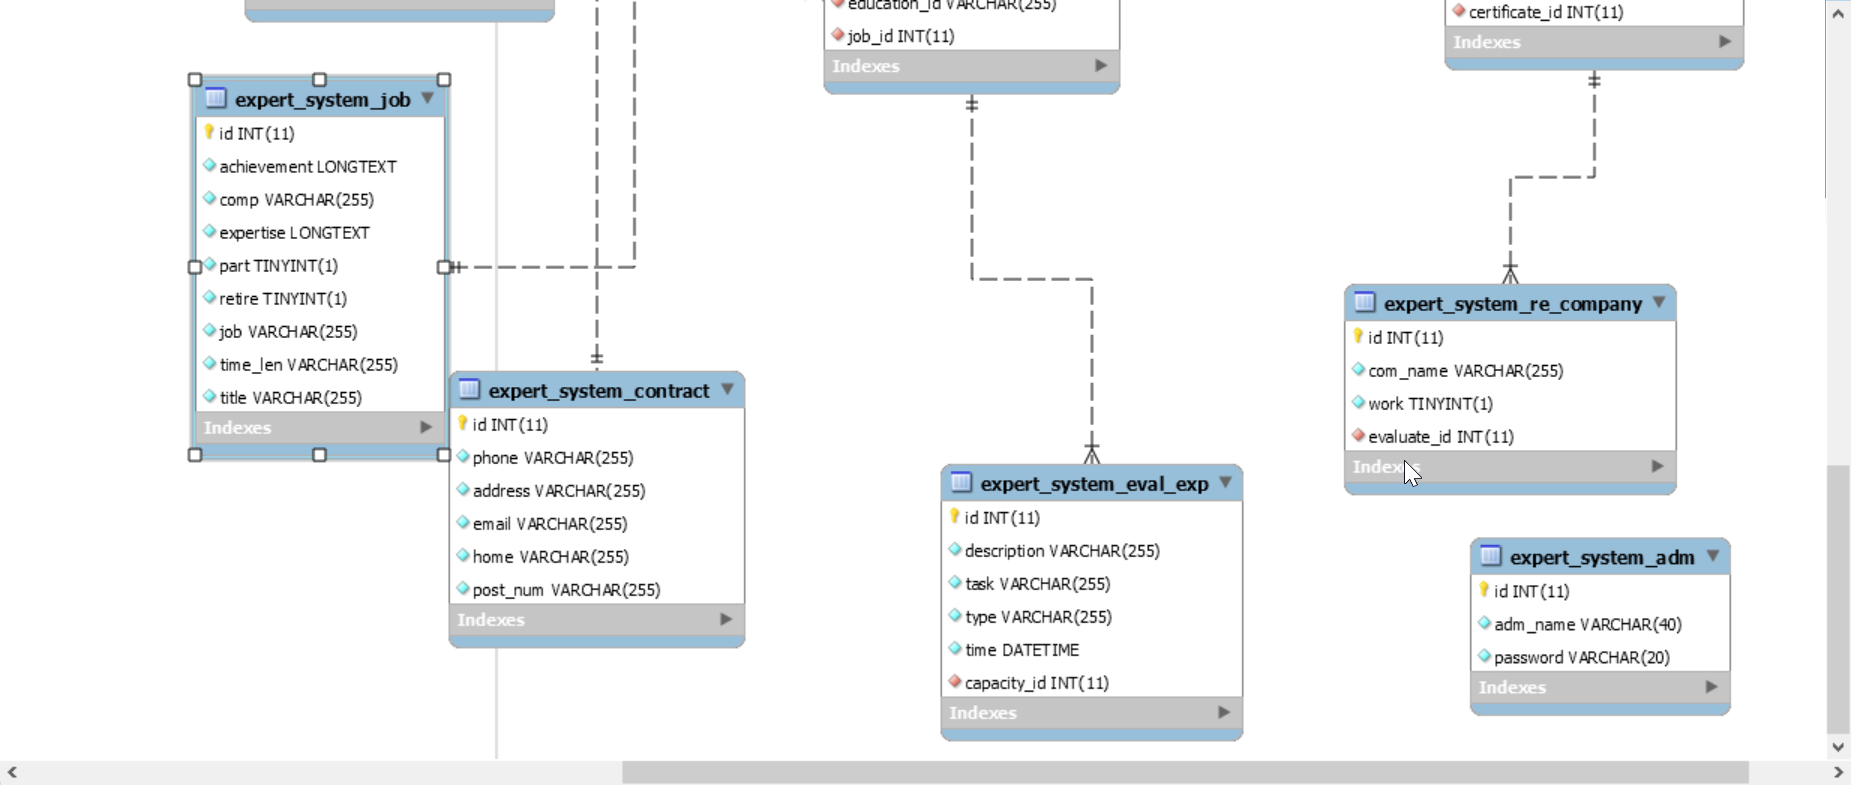 education_id VARCHAR(255)
job_id INT(11)
Indexes
certificate_id INT(11)
Indexes
expert_system_job
id INT(11)
achievement LONGTEXT
comp VARCHAR(255)
expertise LONGTEXT
part TINYINT(1)
retire TINYINT(1)
job VARCHAR(255)
time_len VARCHAR(255)
title VARCHAR(255)
Indexes
expert_system_contract
id INT(11)
phone VARCHAR(255)
address VARCHAR(255)
email VARCHAR(255)
home VARCHAR(255)
post_num VARCHAR(255)
Indexes
expert_system_eval_exp
id INT(11)
description VARCHAR(255)
task VARCHAR(255)
type VARCHAR(255)
time DATETIME
capacity_id INT(11)
Indexes
expert_system_re_company
id INT(11)
com_name VARCHAR(255)
work TINYINT(1)
evaluate_id INT(11)
Indexes
expert_system_adm
id INT(11)
adm_name VARCHAR(40)
password VARCHAR(20)
Indexes